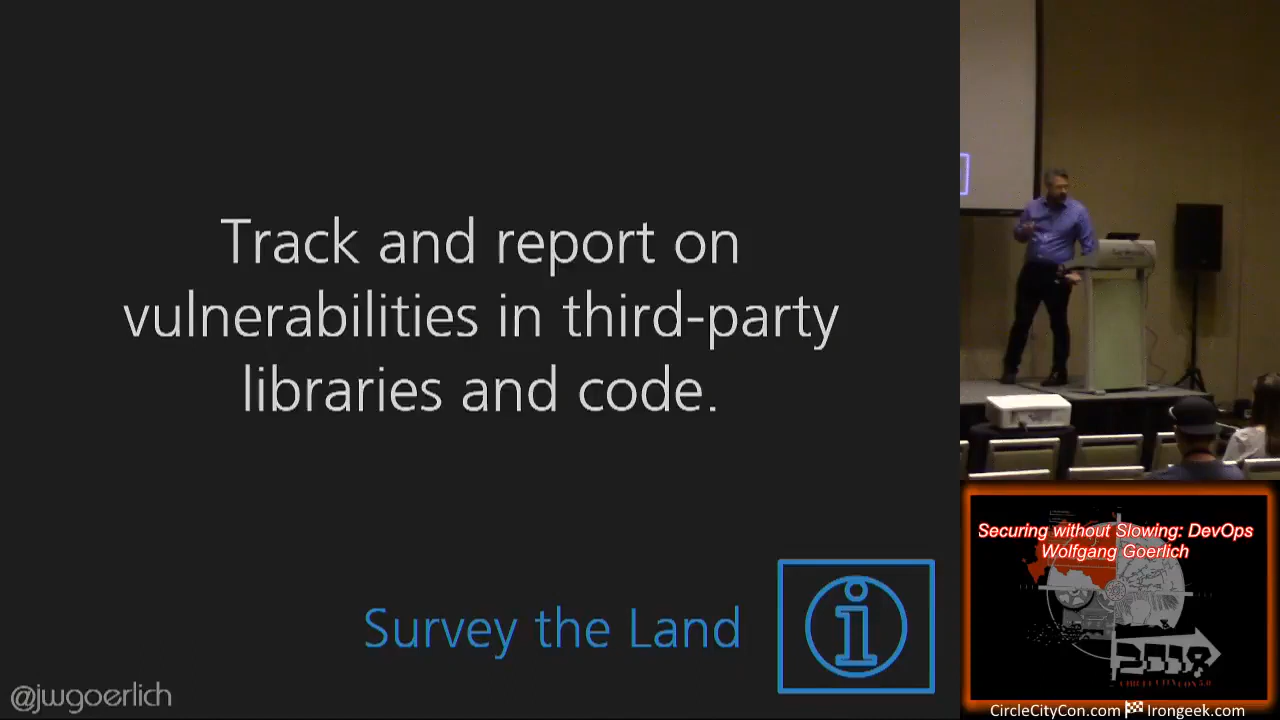 Track and report on
vulnerabilities in third-party
libraries and code.
Survey the Land
@jwgoerlich
Securing without Slowing: DevOps
Wolfgang Goerlich
2018
CircleCityCon.com Irongeek.com